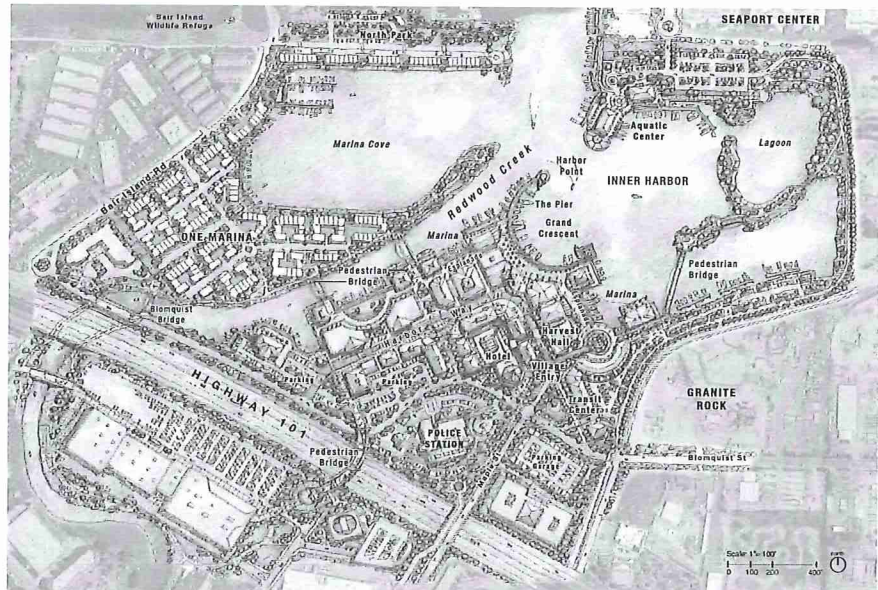 Bair Island
Wildlife Refuge
North Park
SEAPORT CENTER
Marina Cove
Aquatic
Center
Lagoon
Redwood Creek
Harbor
Point
INNER HARBOR
Bair Island Rd
The Pier
Grand
Crescent
ONE MARINA
Marina
Pedestrian
Bridge
Pedestrian
Bridge
Marina
Blomquist
Bridge
Harvest
Hall
Hotel
Village
Entry
HIGHWAY 101
Parking
Parking
Transit
Center
GRANITE
ROCK
POLICE
STATION
Pedestrian
Bridge
Parking
Garage
Blomquist St
Scale: 1"= 100'
0 100 200 400'
north